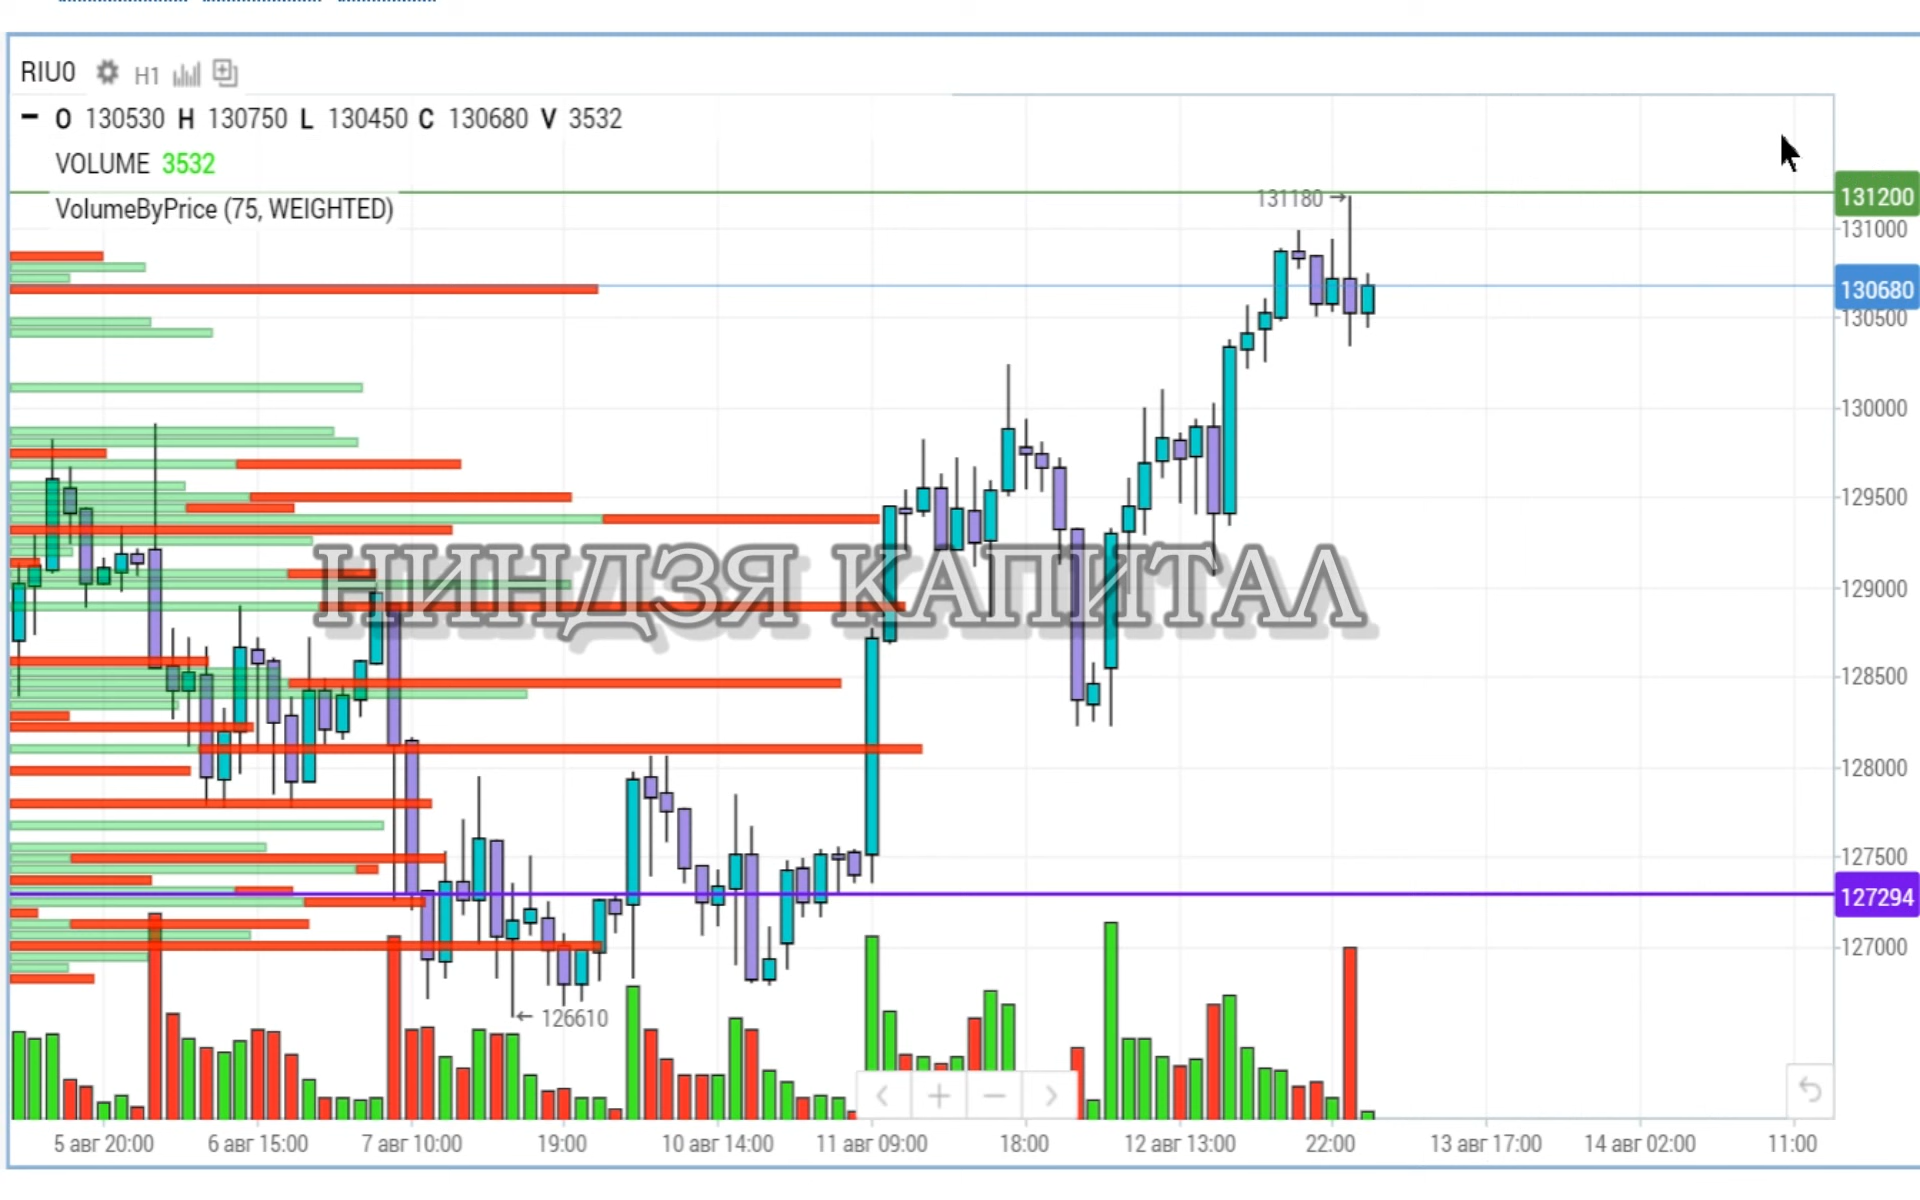 RIU0 H1
O 130530 H 130750 L 130450 C 130680 V 3532
VOLUME 3532
VolumeByPrice (75, WEIGHTED)
131180
131200
131000
130680
130500
130000
129500
НИНДЗЯ КАПИТАЛ
129000
128500
128000
127500
127294
127000
126610
5 авг 20:00 6 авг 15:00 7 авг 10:00 19:00 10 авг 14:00 11 авг 09:00 18:00 12 авг 13:00 22:00 13 авг 17:00 14 авг 02:00 11:00